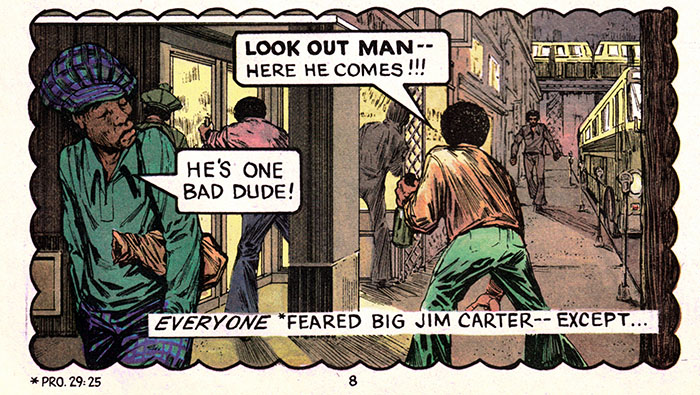 LOOK OUT MAN--
HERE HE COMES!!!
HE'S ONE
BAD DUDE!
EVERYONE *FEARED BIG JIM CARTER-- EXCEPT...
* PRO. 29:25
8